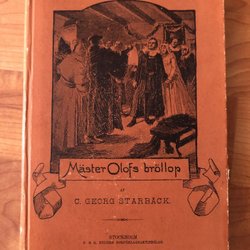 Mäster Olofs bröllop
AF
C. GEORG STARBÄCK.
STOCKHOLM